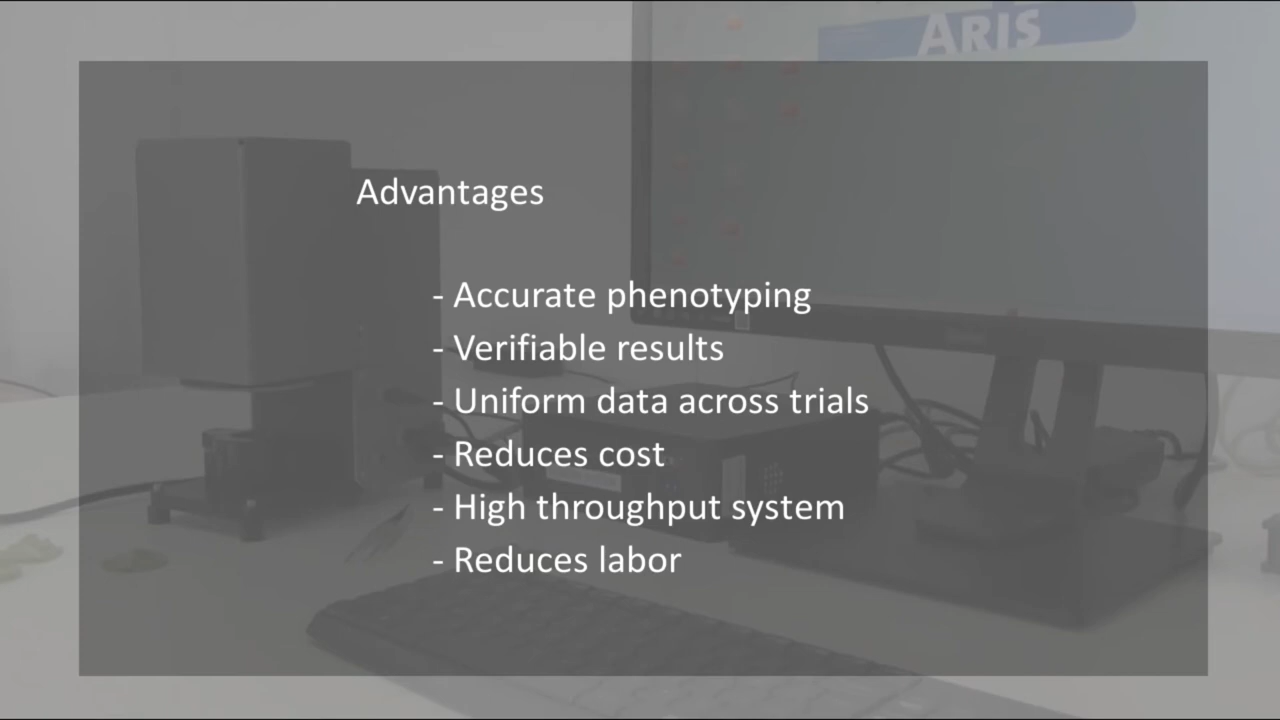 ARIS
Advantages
- Accurate phenotyping
- Verifiable results
- Uniform data across trials
- Reduces cost
- High throughput system
- Reduces labor